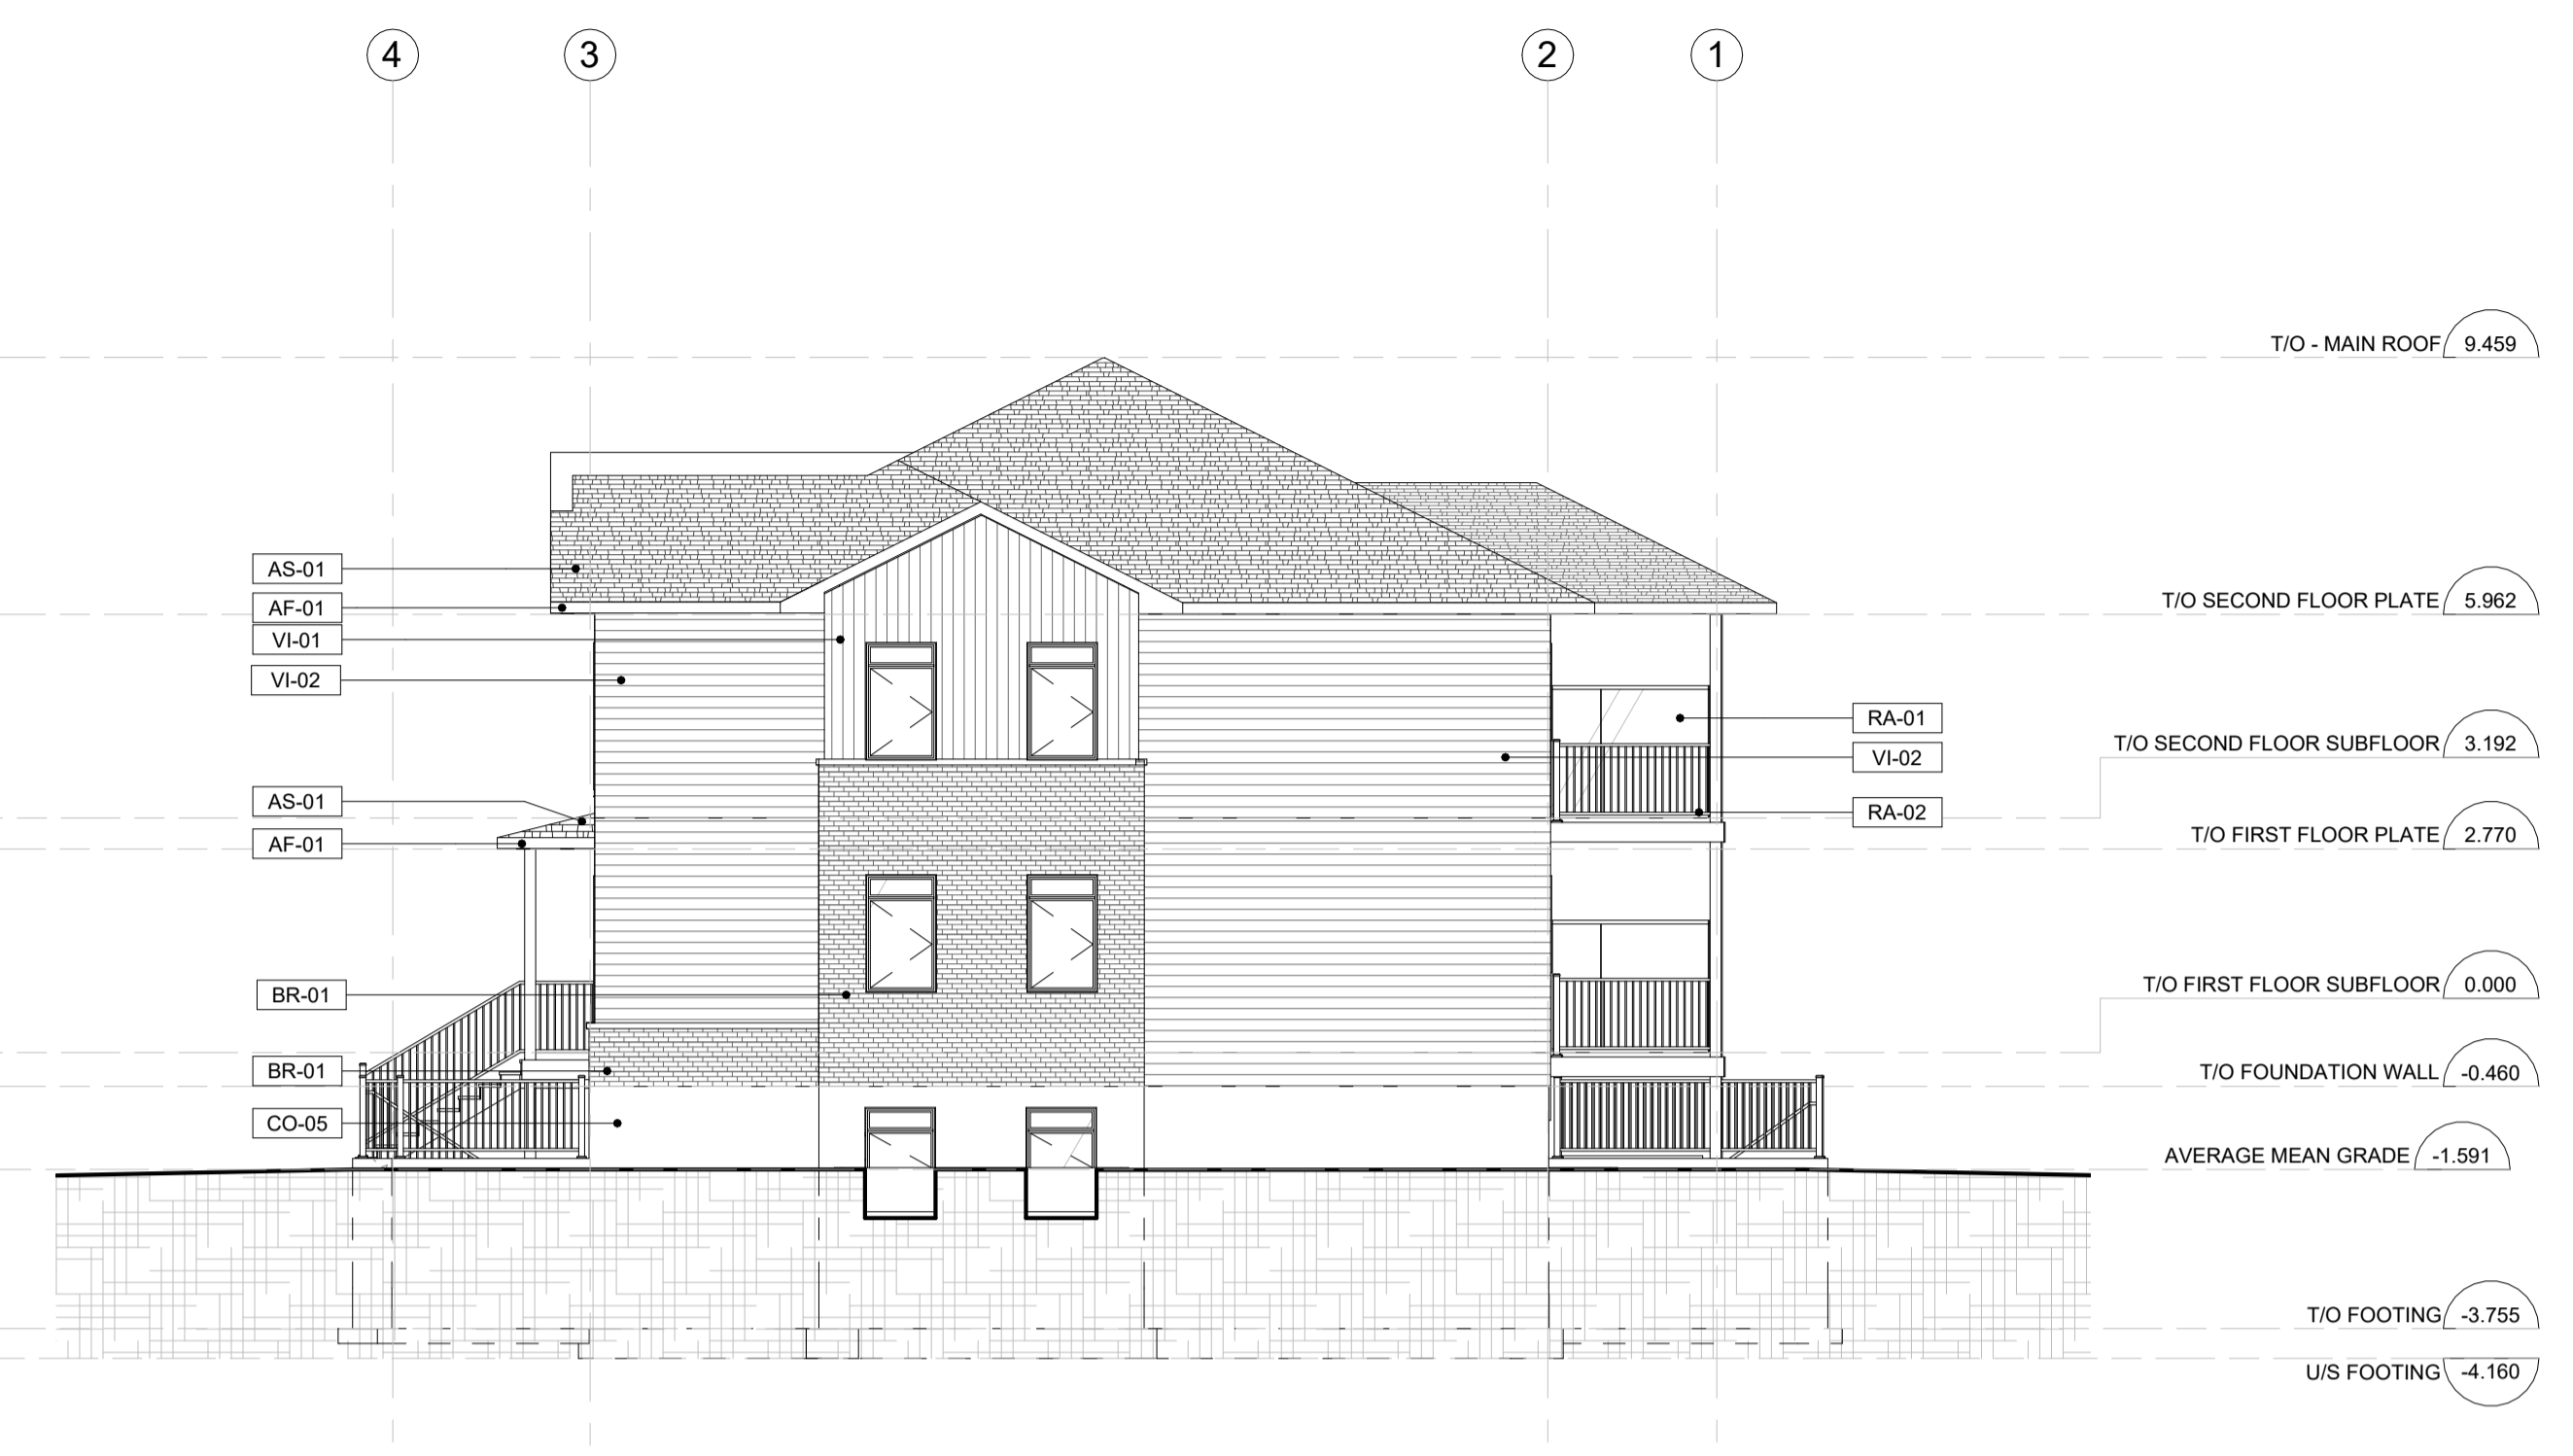 4
3
2
1
T/O - MAIN ROOF 9.459
AS-01
AF-01
T/O SECOND FLOOR PLATE 5.962
VI-01
VI-02
RA-01
T/O SECOND FLOOR SUBFLOOR 3.192
VI-02
AS-01
RA-02
AF-01
T/O FIRST FLOOR PLATE 2.770
BR-01
T/O FIRST FLOOR SUBFLOOR 0.000
BR-01
T/O FOUNDATION WALL -0.460
CO-05
AVERAGE MEAN GRADE -1.591
T/O FOOTING -3.755
U/S FOOTING -4.160